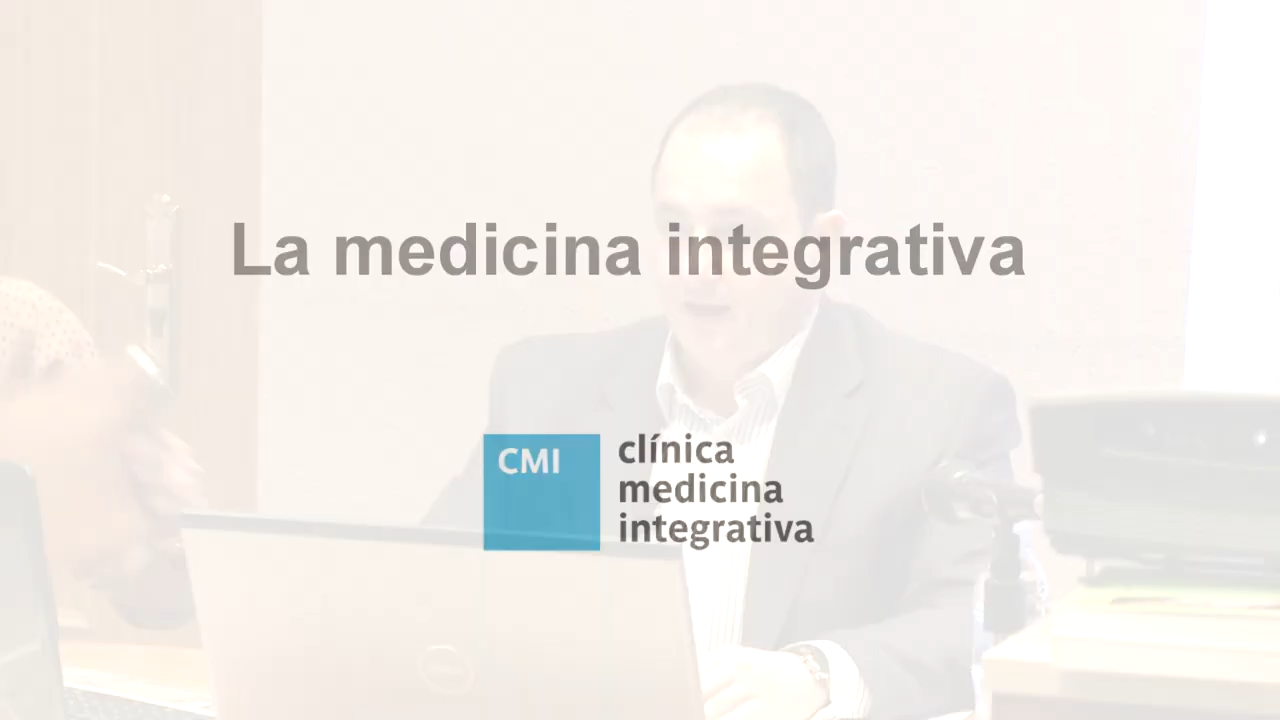 La medicina integrativa
CMI
clínica
medicina
integrativa